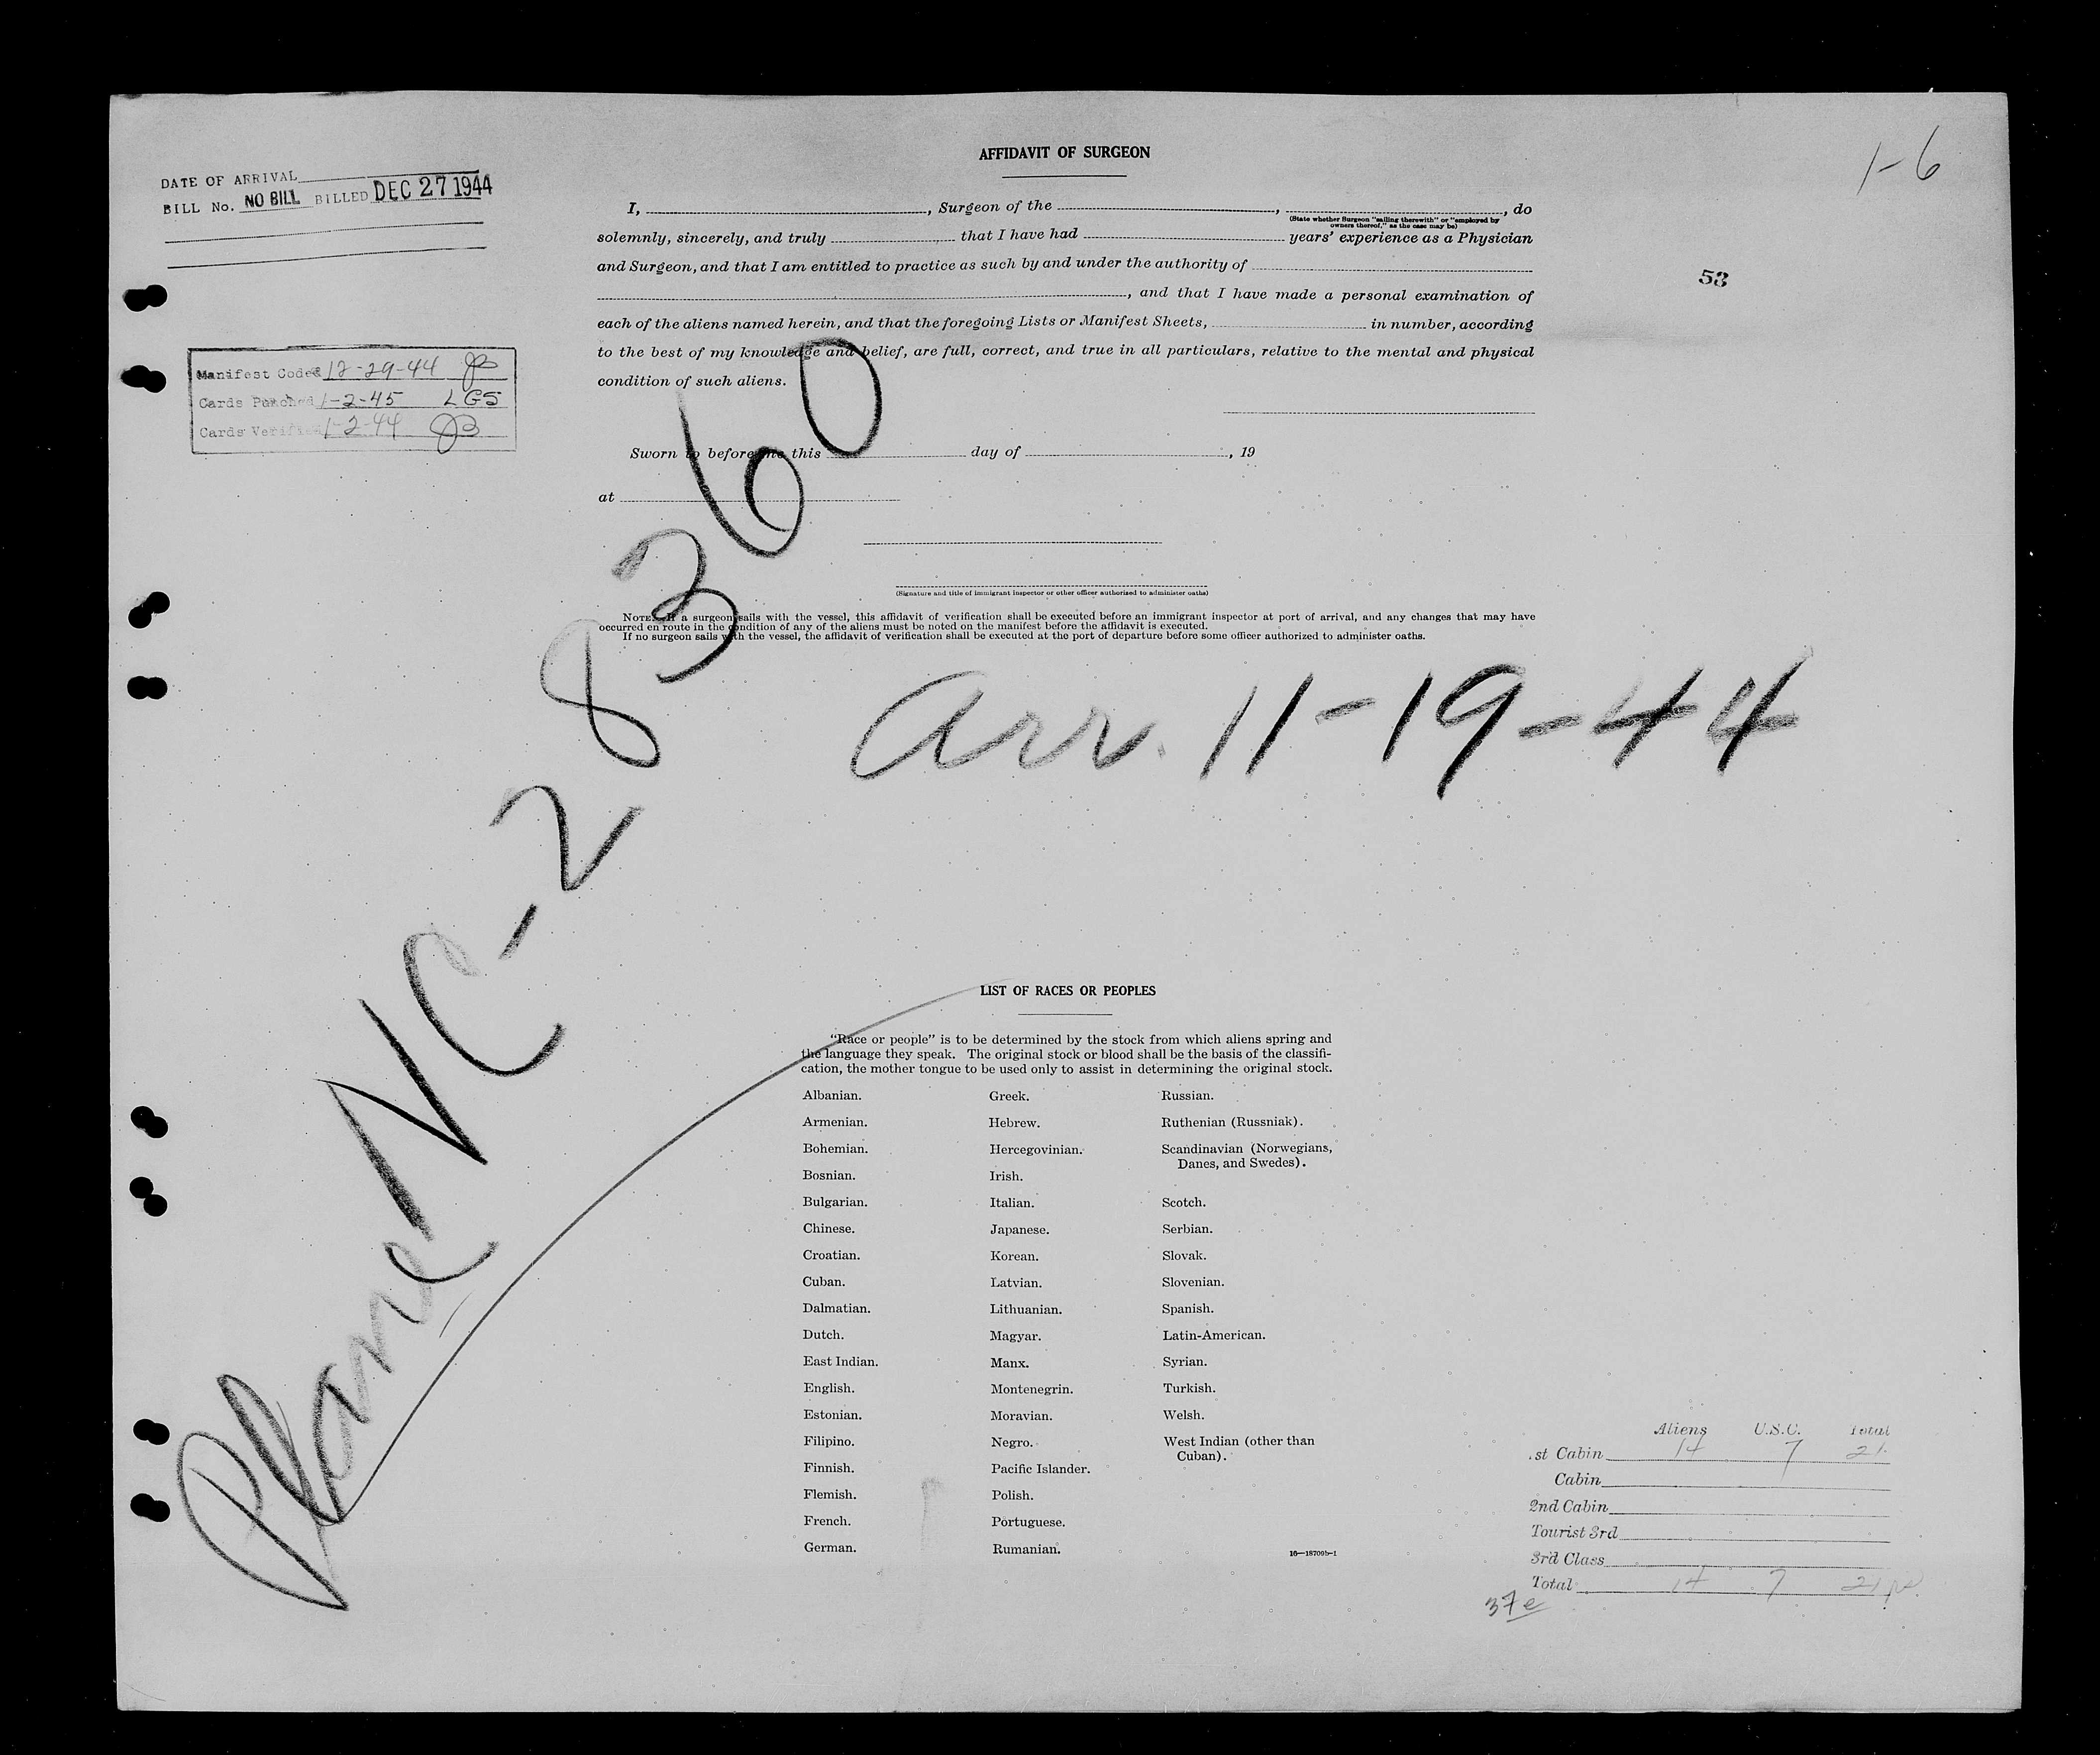 1-6
DATE OF ARRIVAL
BILL No. NO BILL BILLED DEC 27 1944
AFFIDAVIT OF SURGEON
I, , Surgeon of the , , do
(State whether Surgeon "sailing therewith" or "employed by
owners thereof," as the case may be)
solemnly, sincerely, and truly that I have had years' experience as a Physician
and Surgeon, and that I am entitled to practice as such by and under the authority of
, and that I have made a personal examination of
each of the aliens named herein, and that the foregoing Lists or Manifest Sheets, in number, according
to the best of my knowledge and belief, are full, correct, and true in all particulars, relative to the mental and physical
condition of such aliens.
53
Manifest Coded 12-29-44 JB
Cards Punched 1-2-45 LGS
Cards Verified 1-2-44 JB
Sworn to before me this day of , 19
at
(Signature and title of immigrant inspector or other officer authorized to administer oaths)
NOTE.—If a surgeon sails with the vessel, this affidavit of verification shall be executed before an immigrant inspector at port of arrival, and any changes that may have
occurred en route in the condition of any of the aliens must be noted on the manifest before the affidavit is executed.
If no surgeon sails with the vessel, the affidavit of verification shall be executed at the port of departure before some officer authorized to administer oaths.
Plane NC-28360
arr. 11-19-44
LIST OF RACES OR PEOPLES
"Race or people" is to be determined by the stock from which aliens spring and
the language they speak. The original stock or blood shall be the basis of the classifi-
cation, the mother tongue to be used only to assist in determining the original stock.
Albanian.
Armenian.
Bohemian.
Bosnian.
Bulgarian.
Chinese.
Croatian.
Cuban.
Dalmatian.
Dutch.
East Indian.
English.
Estonian.
Filipino.
Finnish.
Flemish.
French.
German.
Greek.
Hebrew.
Hercegovinian.
Irish.
Italian.
Japanese.
Korean.
Latvian.
Lithuanian.
Magyar.
Manx.
Montenegrin.
Moravian.
Negro.
Pacific Islander.
Polish.
Portuguese.
Rumanian.
Russian.
Ruthenian (Russniak).
Scandinavian (Norwegians,
Danes, and Swedes).
Scotch.
Serbian.
Slovak.
Slovenian.
Spanish.
Latin-American.
Syrian.
Turkish.
Welsh.
West Indian (other than
Cuban).
16—18709b-1
Aliens U.S.C. Total
st Cabin 14 7 21
Cabin
2nd Cabin
Tourist 3rd
3rd Class
Total 14 7 21
37e